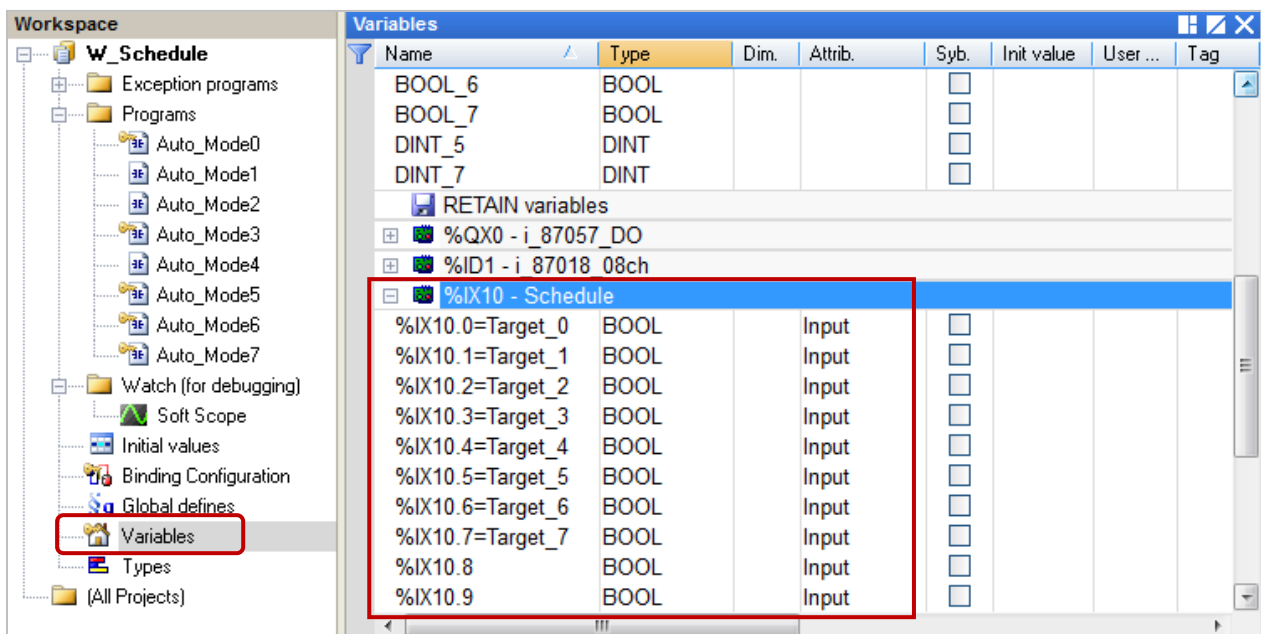 Workspace
W_Schedule
Exception programs
Programs
Auto_Mode0
Auto_Mode1
Auto_Mode2
Auto_Mode3
Auto_Mode4
Auto_Mode5
Auto_Mode6
Auto_Mode7
Watch (for debugging)
Soft Scope
Initial values
Binding Configuration
Global defines
Variables
Types
(All Projects)
Variables
Name Type Dim. Attrib. Syb. Init value User ... Tag
BOOL_6 BOOL
BOOL_7 BOOL
DINT_5 DINT
DINT_7 DINT
RETAIN variables
%QX0 - i_87057_DO
%ID1 - i_87018_08ch
%IX10 - Schedule
%IX10.0=Target_0 BOOL Input
%IX10.1=Target_1 BOOL Input
%IX10.2=Target_2 BOOL Input
%IX10.3=Target_3 BOOL Input
%IX10.4=Target_4 BOOL Input
%IX10.5=Target_5 BOOL Input
%IX10.6=Target_6 BOOL Input
%IX10.7=Target_7 BOOL Input
%IX10.8 BOOL Input
%IX10.9 BOOL Input